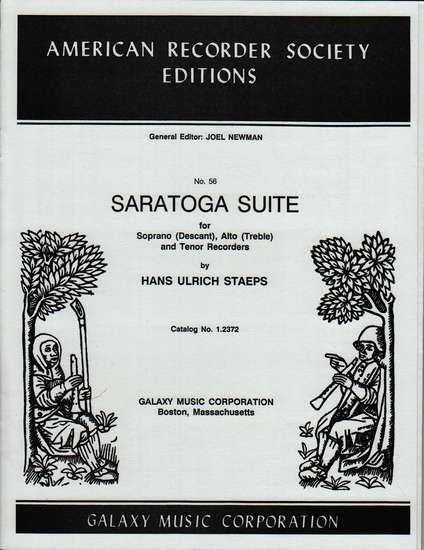 AMERICAN RECORDER SOCIETY
EDITIONS
General Editor: JOEL NEWMAN
No. 56
SARATOGA SUITE
for
Soprano (Descant), Alto (Treble)
and Tenor Recorders
by
HANS ULRICH STAEPS
Catalog No. 1.2372
GALAXY MUSIC CORPORATION
Boston, Massachusetts
GALAXY MUSIC CORPORATION